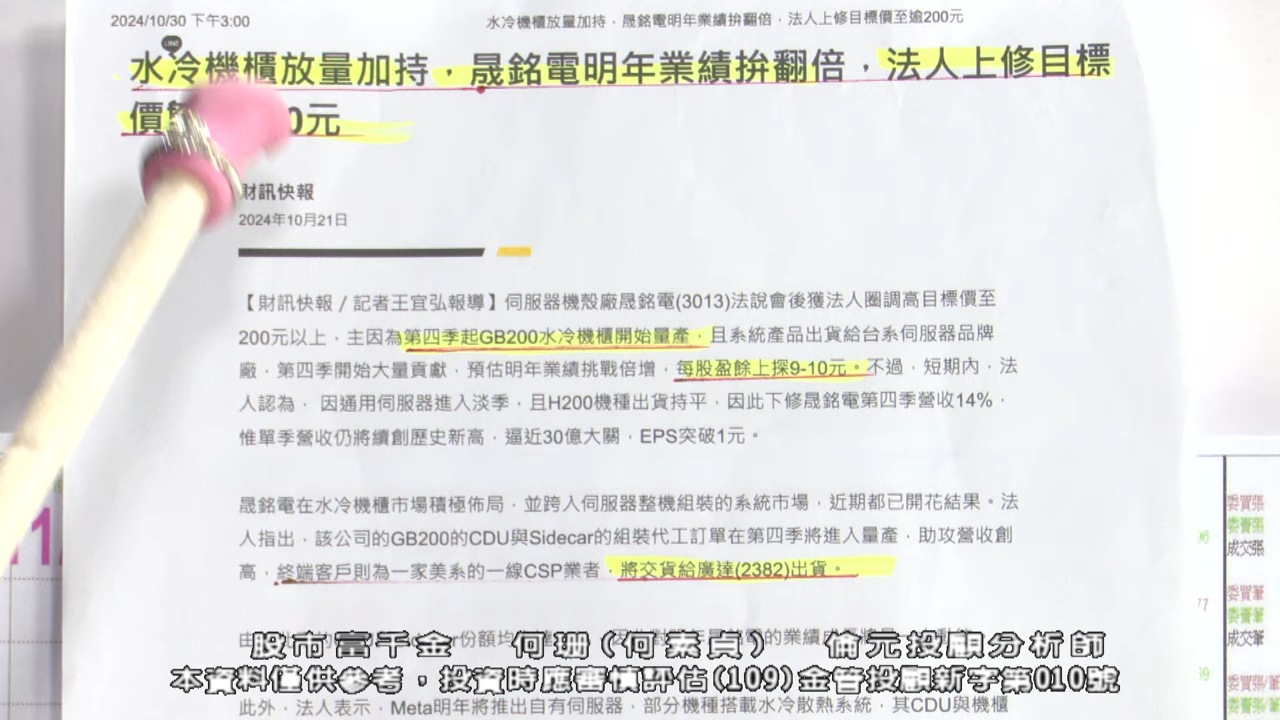 2024/10/30 下午3:00
水冷機櫃放量加持，晟銘電明年業績拚翻倍，法人上修目標價至逾200元
LINE
水冷機櫃放量加持，晟銘電明年業績拚翻倍，法人上修目標
價 0元
財訊快報
2024年10月21日
【財訊快報／記者王宜弘報導】伺服器機殼廠晟銘電(3013)法說會後獲法人圈調高目標價至
200元以上，主因為第四季起GB200水冷機櫃開始量產，且系統產品出貨給台系伺服器品牌
廠，第四季開始大量貢獻，預估明年業績挑戰倍增，每股盈餘上探9-10元。不過，短期內，法
人認為， 因通用伺服器進入淡季，且H200機種出貨持平，因此下修晟銘電第四季營收14%，
惟單季營收仍將續創歷史新高，逼近30億大關，EPS突破1元。
晟銘電在水冷機櫃市場積極佈局，並跨入伺服器整機組裝的系統市場，近期都已開花結果。法
人指出，該公司的GB200的CDU與Sidecar的組裝代工訂單在第四季將進入量產，助攻營收創
高，終端客戶則為一家美系的一線CSP業者，將交貨給廣達(2382)出貨。
股市富千金 何珊(何素貞) 倫元投顧分析師
本資料僅供參考，投資時應審慎評估(109)金管投顧新字第010號
此外，法人表示，Meta明年將推出自有伺服器，部分機種搭載水冷散熱系統，其CDU與機櫃
委買張
委賣張
成交張
委買筆
委賣筆
成交筆
委買張/筆
委賣張/筆